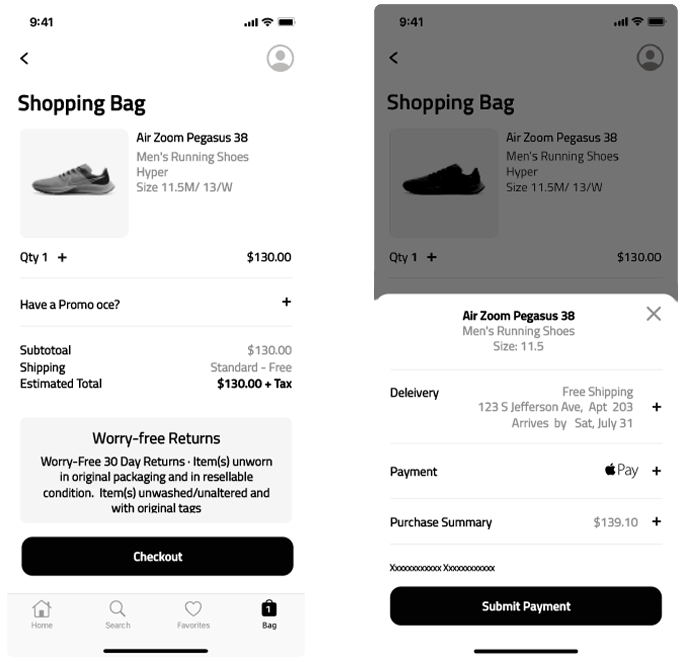 9:41
Shopping Bag
Air Zoom Pegasus 38
Men's Running Shoes
Hyper
Size 11.5M/ 13/W
Qty 1 +
$130.00
Have a Promo oce? +
Subtotoal $130.00
Shipping Standard - Free
Estimated Total $130.00 + Tax
Worry-free Returns
Worry-Free 30 Day Returns · Item(s) unworn
in original packaging and in resellable
condition. Item(s) unwashed/unaltered and
with original tags
Checkout
Home Search Favorites 1 Bag
9:41
Shopping Bag
Air Zoom Pegasus 38
Men's Running Shoes
Hyper
Size 11.5M/ 13/W
Qty 1 +
$130.00
Air Zoom Pegasus 38
Men's Running Shoes
Size: 11.5
Deleivery Free Shipping
123 S Jefferson Ave, Apt 203 +
Arrives by Sat, July 31
Payment Pay +
Purchase Summary $139.10 +
Xxxxxxxxxxxx Xxxxxxxxxxxx
Submit Payment